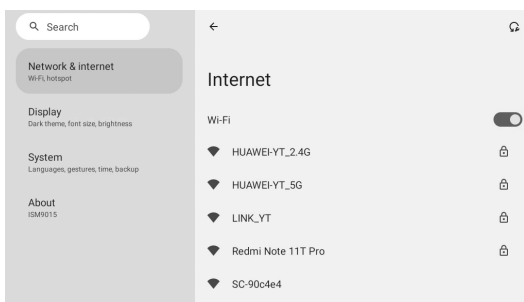 Search
Network & internet
Wi-Fi, hotspot
Display
Dark theme, font size, brightness
System
Languages, gestures, time, backup
About
ISM9015
Internet
Wi-Fi
HUAWEI-YT_2.4G
HUAWEI-YT_5G
LINK_YT
Redmi Note 11T Pro
SC-90c4e4